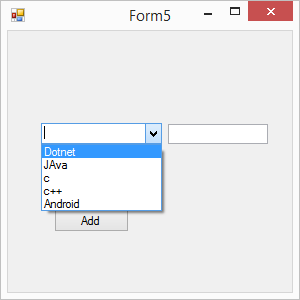 Form5
Dotnet
JAva
c
c++
Android
Add